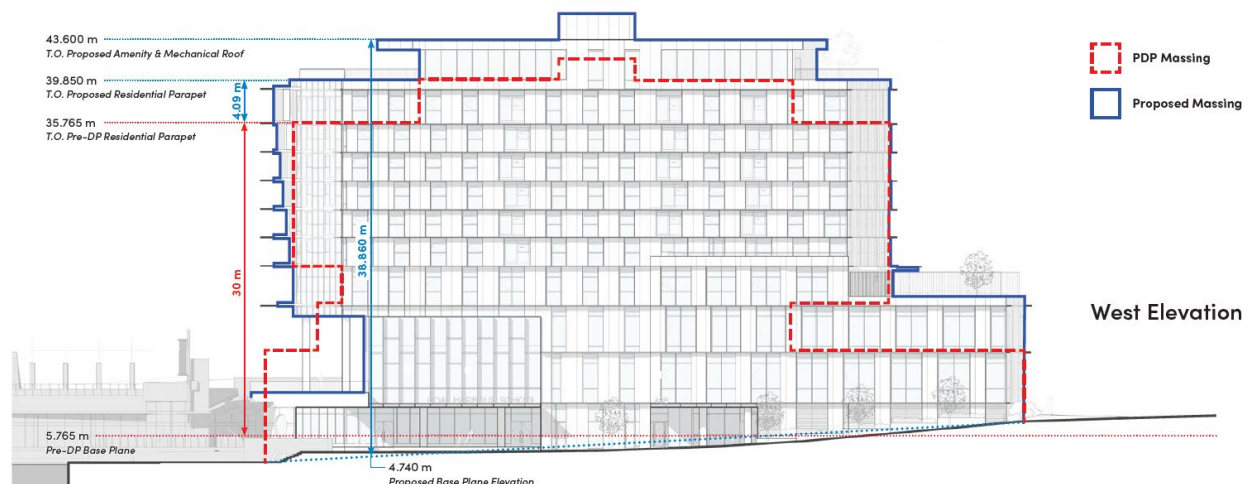 43.600 m
T.O. Proposed Amenity & Mechanical Roof
39.850 m
T.O. Proposed Residential Parapet
4.09 m
35.765 m
T.O. Pre-DP Residential Parapet
30 m
38.860 m
5.765 m
Pre-DP Base Plane
4.740 m
Proposed Base Plane Elevation
PDP Massing
Proposed Massing
West Elevation